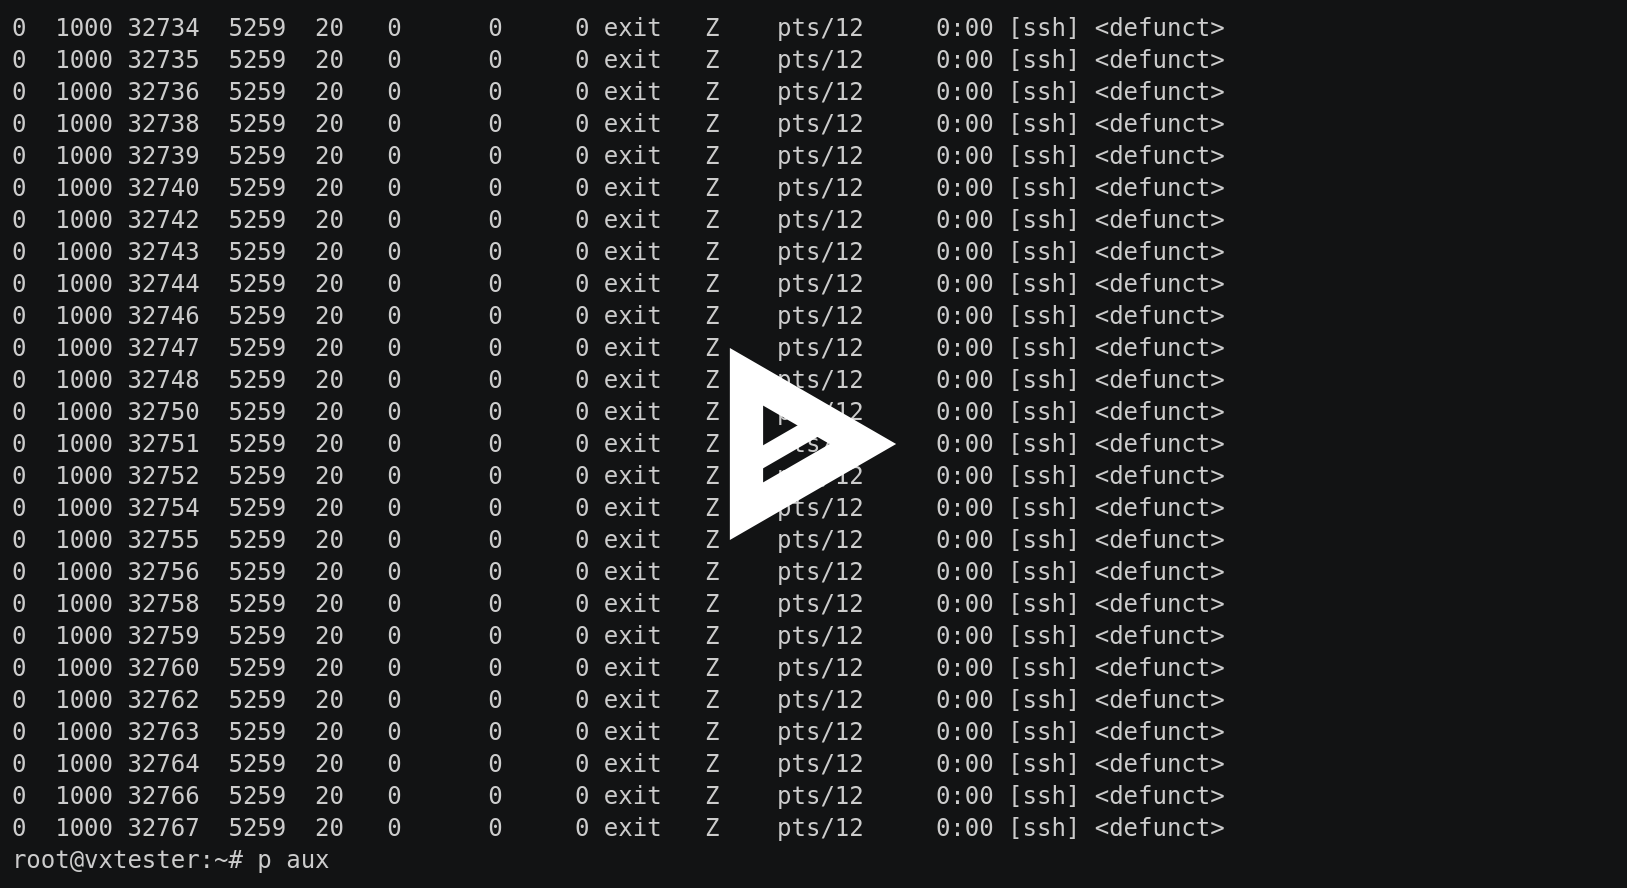 0  1000 32734  5259  20   0      0     0 exit   Z    pts/12     0:00 [ssh] <defunct>
0  1000 32735  5259  20   0      0     0 exit   Z    pts/12     0:00 [ssh] <defunct>
0  1000 32736  5259  20   0      0     0 exit   Z    pts/12     0:00 [ssh] <defunct>
0  1000 32738  5259  20   0      0     0 exit   Z    pts/12     0:00 [ssh] <defunct>
0  1000 32739  5259  20   0      0     0 exit   Z    pts/12     0:00 [ssh] <defunct>
0  1000 32740  5259  20   0      0     0 exit   Z    pts/12     0:00 [ssh] <defunct>
0  1000 32742  5259  20   0      0     0 exit   Z    pts/12     0:00 [ssh] <defunct>
0  1000 32743  5259  20   0      0     0 exit   Z    pts/12     0:00 [ssh] <defunct>
0  1000 32744  5259  20   0      0     0 exit   Z    pts/12     0:00 [ssh] <defunct>
0  1000 32746  5259  20   0      0     0 exit   Z    pts/12     0:00 [ssh] <defunct>
0  1000 32747  5259  20   0      0     0 exit   Z    pts/12     0:00 [ssh] <defunct>
0  1000 32748  5259  20   0      0     0 exit   Z    pts/12     0:00 [ssh] <defunct>
0  1000 32750  5259  20   0      0     0 exit   Z    0:00 [ssh] <defunct>
0  1000 32751  5259  20   0      0     0 exit   Z    0:00 [ssh] <defunct>
0  1000 32752  5259  20   0      0     0 exit   Z    0:00 [ssh] <defunct>
0  1000 32754  5259  20   0      0     0 exit   Z    pts/12     0:00 [ssh] <defunct>
0  1000 32755  5259  20   0      0     0 exit   Z    pts/12     0:00 [ssh] <defunct>
0  1000 32756  5259  20   0      0     0 exit   Z    pts/12     0:00 [ssh] <defunct>
0  1000 32758  5259  20   0      0     0 exit   Z    pts/12     0:00 [ssh] <defunct>
0  1000 32759  5259  20   0      0     0 exit   Z    pts/12     0:00 [ssh] <defunct>
0  1000 32760  5259  20   0      0     0 exit   Z    pts/12     0:00 [ssh] <defunct>
0  1000 32762  5259  20   0      0     0 exit   Z    pts/12     0:00 [ssh] <defunct>
0  1000 32763  5259  20   0      0     0 exit   Z    pts/12     0:00 [ssh] <defunct>
0  1000 32764  5259  20   0      0     0 exit   Z    pts/12     0:00 [ssh] <defunct>
0  1000 32766  5259  20   0      0     0 exit   Z    pts/12     0:00 [ssh] <defunct>
0  1000 32767  5259  20   0      0     0 exit   Z    pts/12     0:00 [ssh] <defunct>
root@vxtester:~# p aux